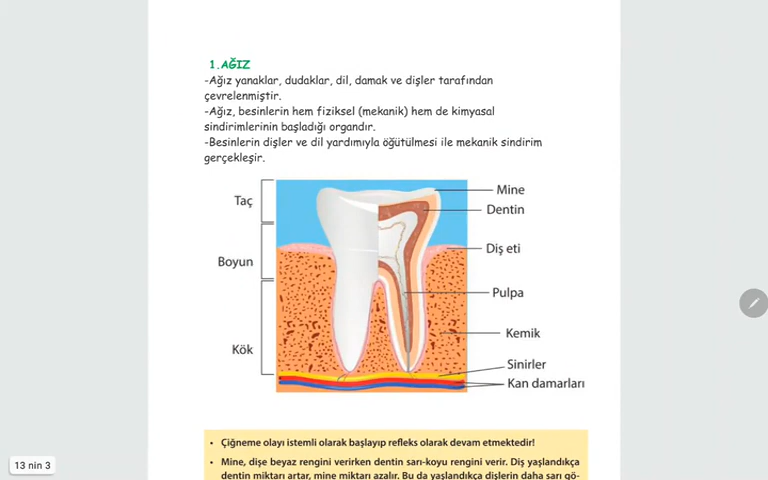 1.AĞIZ
-Ağız yanaklar, dudaklar, dil, damak ve dişler tarafından
çevrelenmiştir.
-Ağız, besinlerin hem fiziksel (mekanik) hem de kimyasal
sindirimlerinin başladığı organdır.
-Besinlerin dişler ve dil yardımıyla öğütülmesi ile mekanik sindirim
gerçekleşir.
Taç
Boyun
Kök
Mine
Dentin
Diş eti
Pulpa
Kemik
Sinirler
Kan damarları
• Çiğneme olayı istemli olarak başlayıp refleks olarak devam etmektedir!
• Mine, dişe beyaz rengini verirken dentin sarı-koyu rengini verir. Diş yaşlandıkça
dentin miktarı artar, mine miktarı azalır. Bu da yaşlandıkça dişlerin daha sarı gö-
13 nin 3